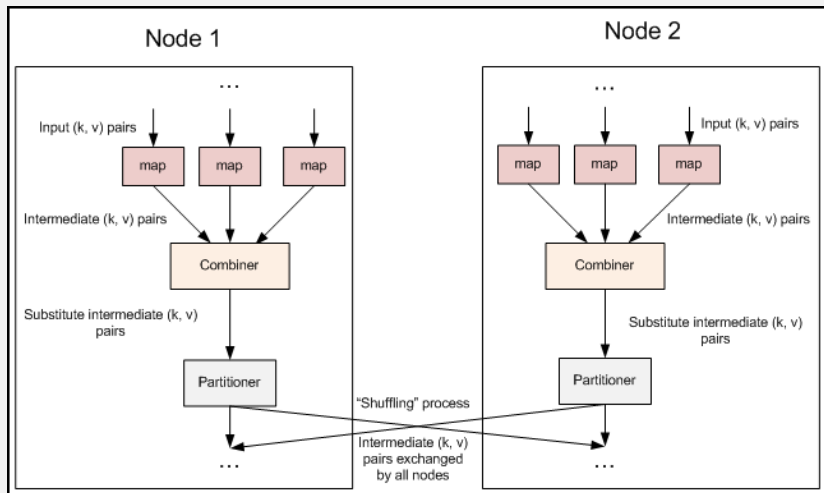 Node 1
Node 2
...
...
Input (k, v) pairs
Input (k, v) pairs
map
map
map
map
map
map
Intermediate (k, v) pairs
Intermediate (k, v) pairs
Combiner
Combiner
Substitute intermediate (k, v)
pairs
Substitute intermediate (k, v)
pairs
Partitioner
Partitioner
“Shuffling” process
Intermediate (k, v)
pairs exchanged
by all nodes
...
...